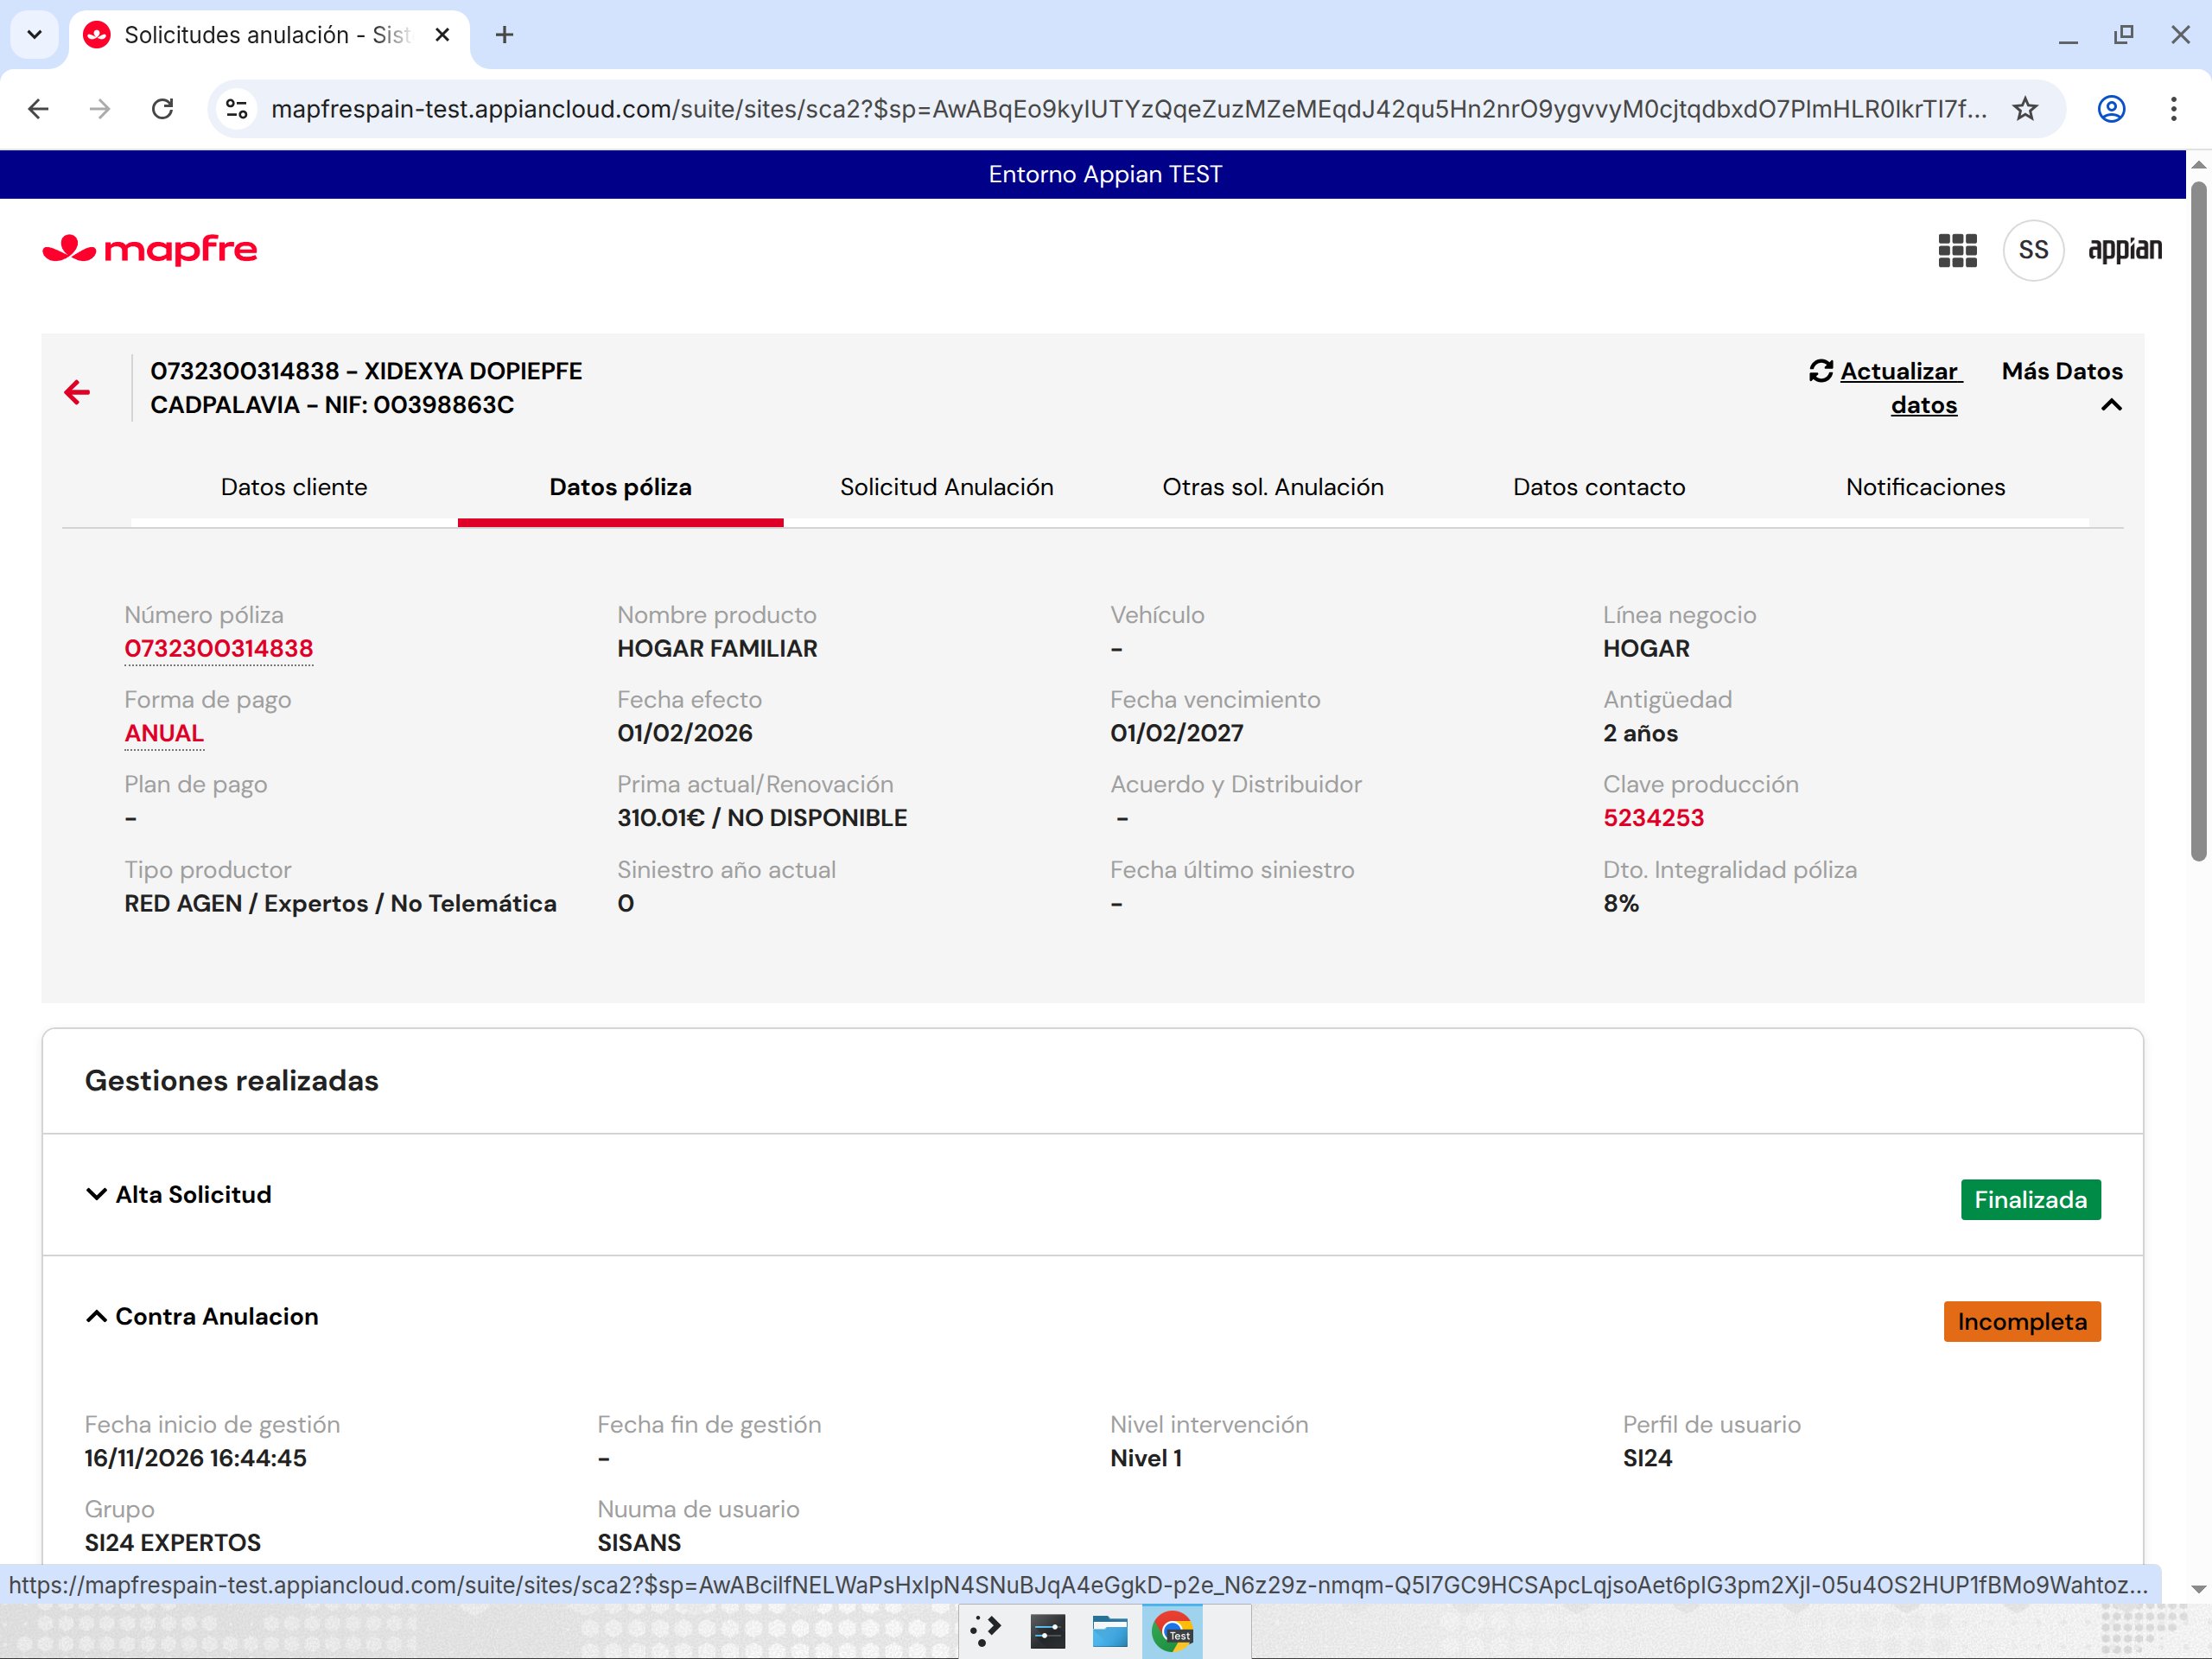 Solicitudes anulación - Sist
mapfrespain-test.appiancloud.com/suite/sites/sca2?$sp=AwABqEo9kyIUTYzQqeZuzMZeMEqdJ42qu5Hn2nrO9ygvvyM0cjtqdbxdO7PlmHLR0lkrTI7f...
Entorno Appian TEST
mapfre
SS
appian
0732300314838 - XIDEXYA DOPIEPFE
CADPALAVIA - NIF: 00398863C
Actualizar
datos
Más Datos
Datos cliente
Datos póliza
Solicitud Anulación
Otras sol. Anulación
Datos contacto
Notificaciones
Número póliza
0732300314838
Nombre producto
HOGAR FAMILIAR
Vehículo
-
Línea negocio
HOGAR
Forma de pago
ANUAL
Fecha efecto
01/02/2026
Fecha vencimiento
01/02/2027
Antigüedad
2 años
Plan de pago
-
Prima actual/Renovación
310.01€ / NO DISPONIBLE
Acuerdo y Distribuidor
-
Clave producción
5234253
Tipo productor
RED AGEN / Expertos / No Telemática
Siniestro año actual
0
Fecha último siniestro
-
Dto. Integralidad póliza
8%
Gestiones realizadas
Alta Solicitud
Finalizada
Contra Anulacion
Incompleta
Fecha inicio de gestión
16/11/2026 16:44:45
Fecha fin de gestión
-
Nivel intervención
Nivel 1
Perfil de usuario
SI24
Grupo
SI24 EXPERTOS
Nuuma de usuario
SISANS
https://mapfrespain-test.appiancloud.com/suite/sites/sca2?$sp=AwABcilfNELWaPsHxIpN4SNuBJqA4eGgkD-p2e_N6z29z-nmqm-Q5I7GC9HCSApcLqjsoAet6pIG3pm2XjI-05u4OS2HUP1fBMo9Wahtoz...
Test